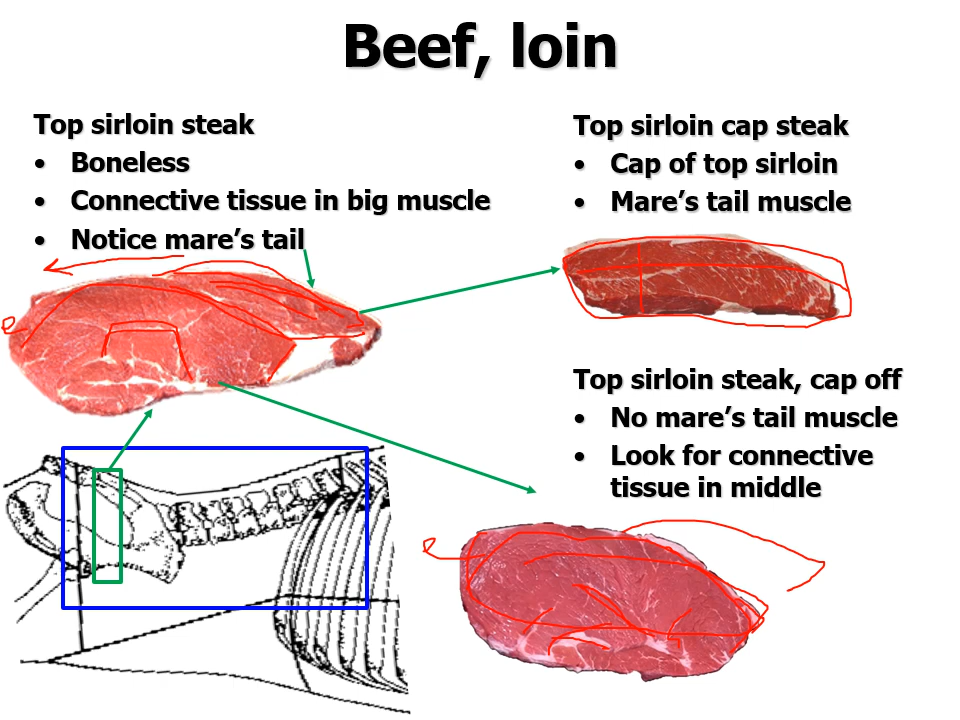 Beef, loin
Top sirloin steak
• Boneless
• Connective tissue in big muscle
• Notice mare's tail
Top sirloin cap steak
• Cap of top sirloin
• Mare's tail muscle
Top sirloin steak, cap off
• No mare's tail muscle
• Look for connective
tissue in middle